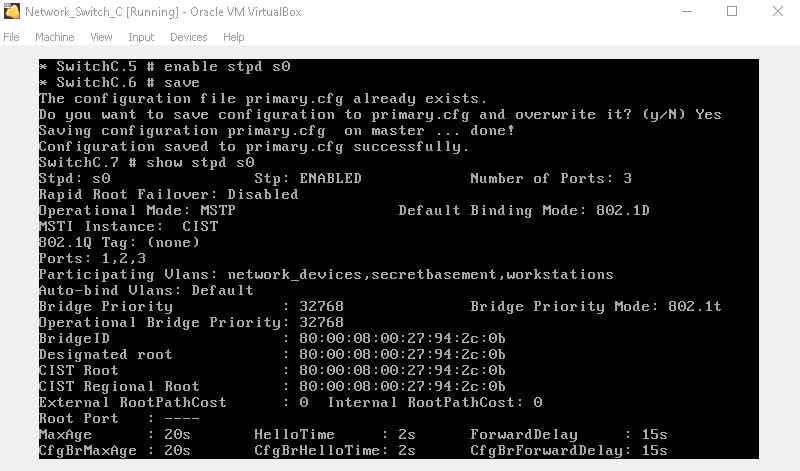 Network_Switch_C [Running] - Oracle VM VirtualBox
File Machine View Input Devices Help
* SwitchC.5 # enable stpd s0
* SwitchC.6 # save
The configuration file primary.cfg already exists.
Do you want to save configuration to primary.cfg and overwrite it? (y/N) Yes
Saving configuration primary.cfg on master ... done!
Configuration saved to primary.cfg successfully.
SwitchC.7 # show stpd s0
Stpd: s0 Stp: ENABLED Number of Ports: 3
Rapid Root Failover: Disabled
Operational Mode: MSTP Default Binding Mode: 802.1D
MSTI Instance: CIST
802.1Q Tag: (none)
Ports: 1,2,3
Participating Vlans: network_devices,secretbasement,workstations
Auto-bind Vlans: Default
Bridge Priority : 32768 Bridge Priority Mode: 802.1t
Operational Bridge Priority: 32768
BridgeID : 80:00:08:00:27:94:2c:0b
Designated root : 80:00:08:00:27:94:2c:0b
CIST Root : 80:00:08:00:27:94:2c:0b
CIST Regional Root : 80:00:08:00:27:94:2c:0b
External RootPathCost : 0 Internal RootPathCost: 0
Root Port : ----
MaxAge : 20s HelloTime : 2s ForwardDelay : 15s
CfgBrMaxAge : 20s CfgBrHelloTime: 2s CfgBrForwardDelay: 15s